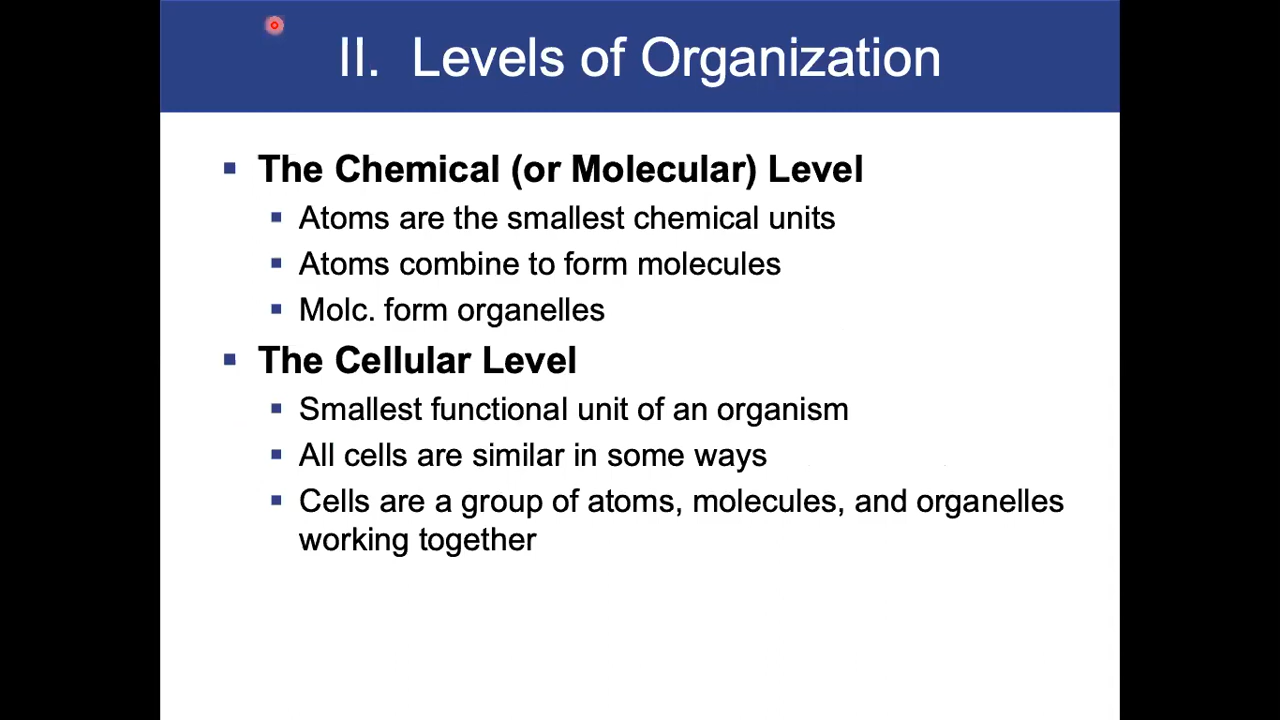 II. Levels of Organization
The Chemical (or Molecular) Level
Atoms are the smallest chemical units
Atoms combine to form molecules
Molc. form organelles
The Cellular Level
Smallest functional unit of an organism
All cells are similar in some ways
Cells are a group of atoms, molecules, and organelles
working together